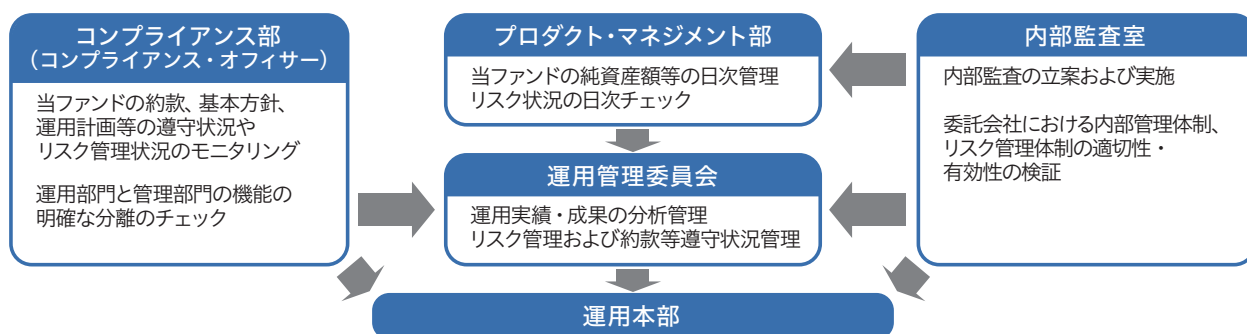 コンプライアンス部
（コンプライアンス・オフィサー）
当ファンドの約款、基本方針、
運用計画等の遵守状況や
リスク管理状況のモニタリング
運用部門と管理部門の機能の
明確な分離のチェック
プロダクト・マネジメント部
当ファンドの純資産額等の日次管理
リスク状況の日次チェック
運用管理委員会
運用実績・成果の分析管理
リスク管理および約款等遵守状況管理
内部監査室
内部監査の立案および実施
委託会社における内部管理体制、
リスク管理体制の適切性・
有効性の検証
運用本部